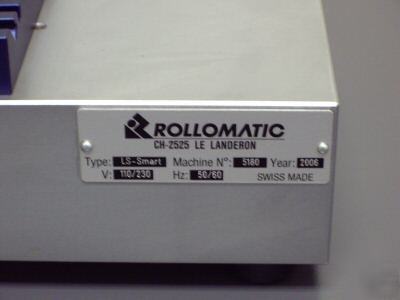 ROLLOMATIC
CH-2525 LE LANDERON
Type: LS-Smart Machine N°: 5180 Year: 2006
V: 110/230 Hz: 50/60 SWISS MADE